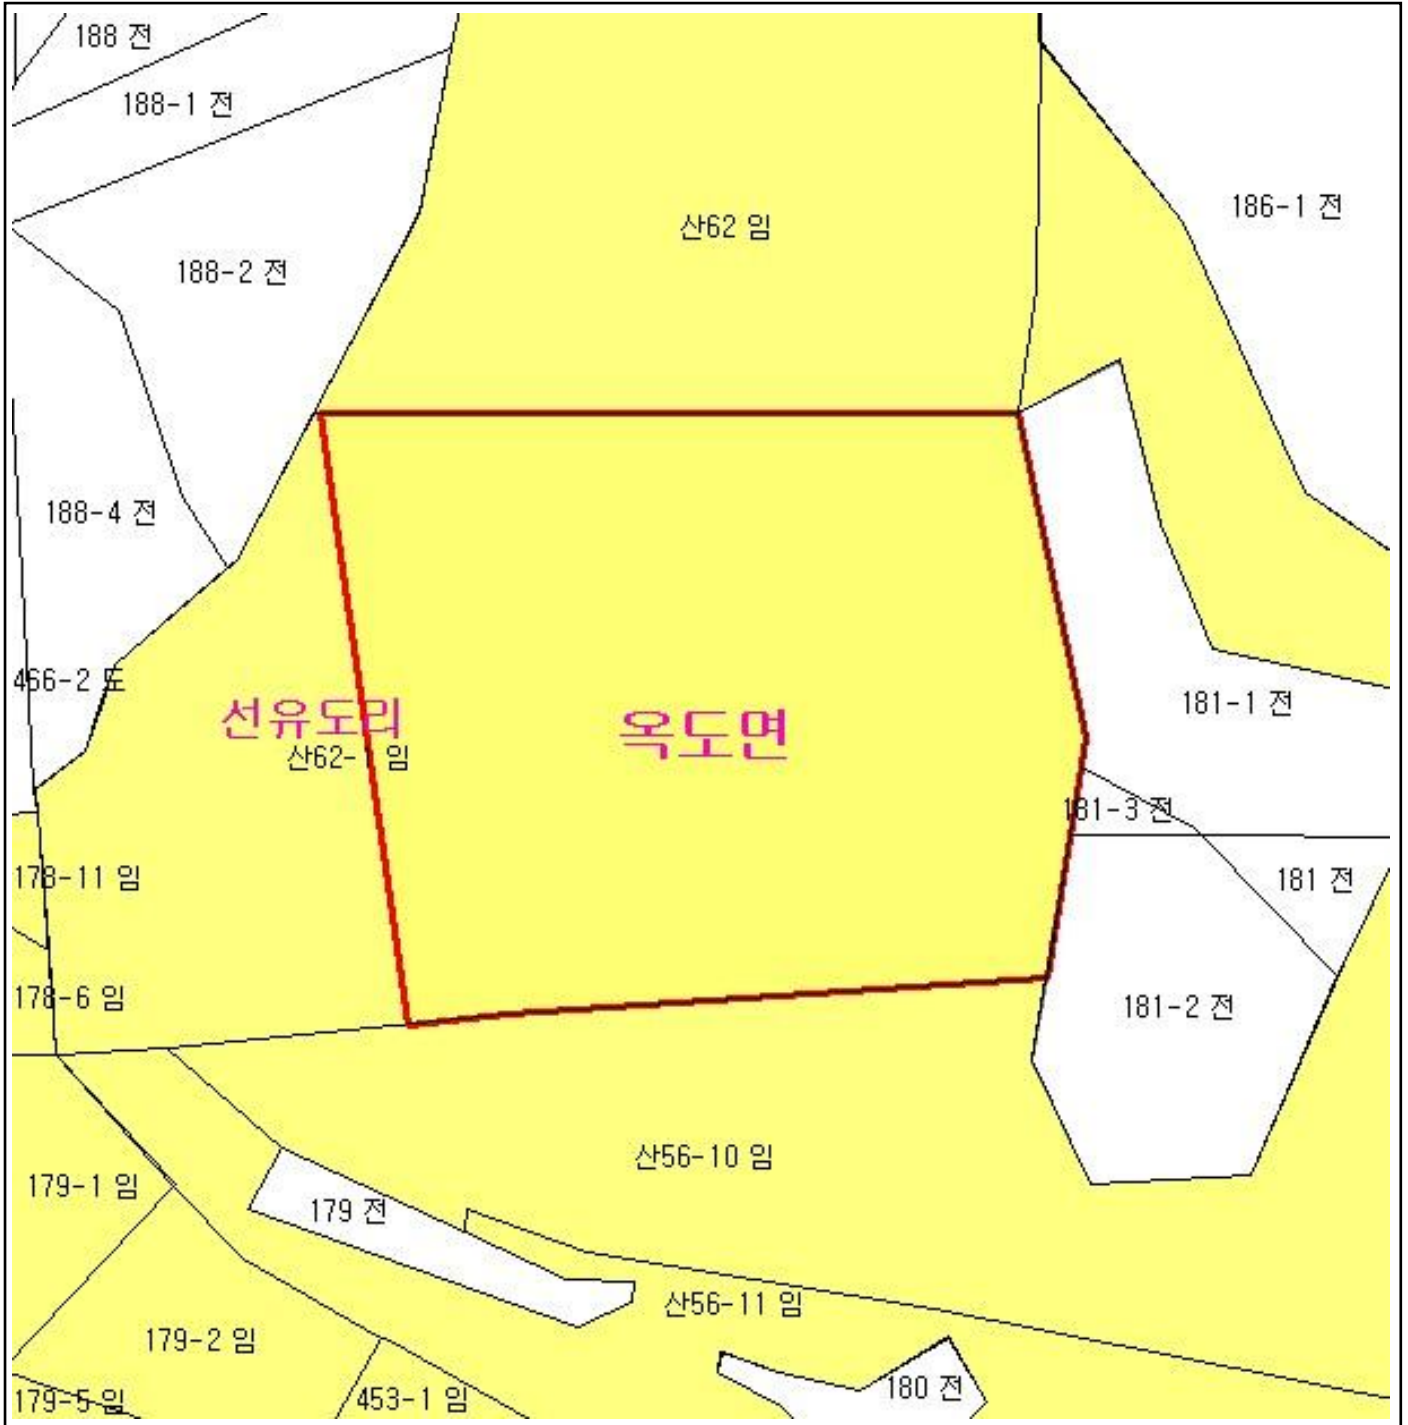 188 전
188-1 전
186-1 전
산62 임
188-2 전
188-4 전
466-2 도
181-1 전
선유도리
옥도면
산62-1 임
181-3 전
178-11 임
181 전
178-6 임
181-2 전
산56-10 임
179-1 임
179 전
산56-11 임
179-2 임
180 전
179-5 임
453-1 임